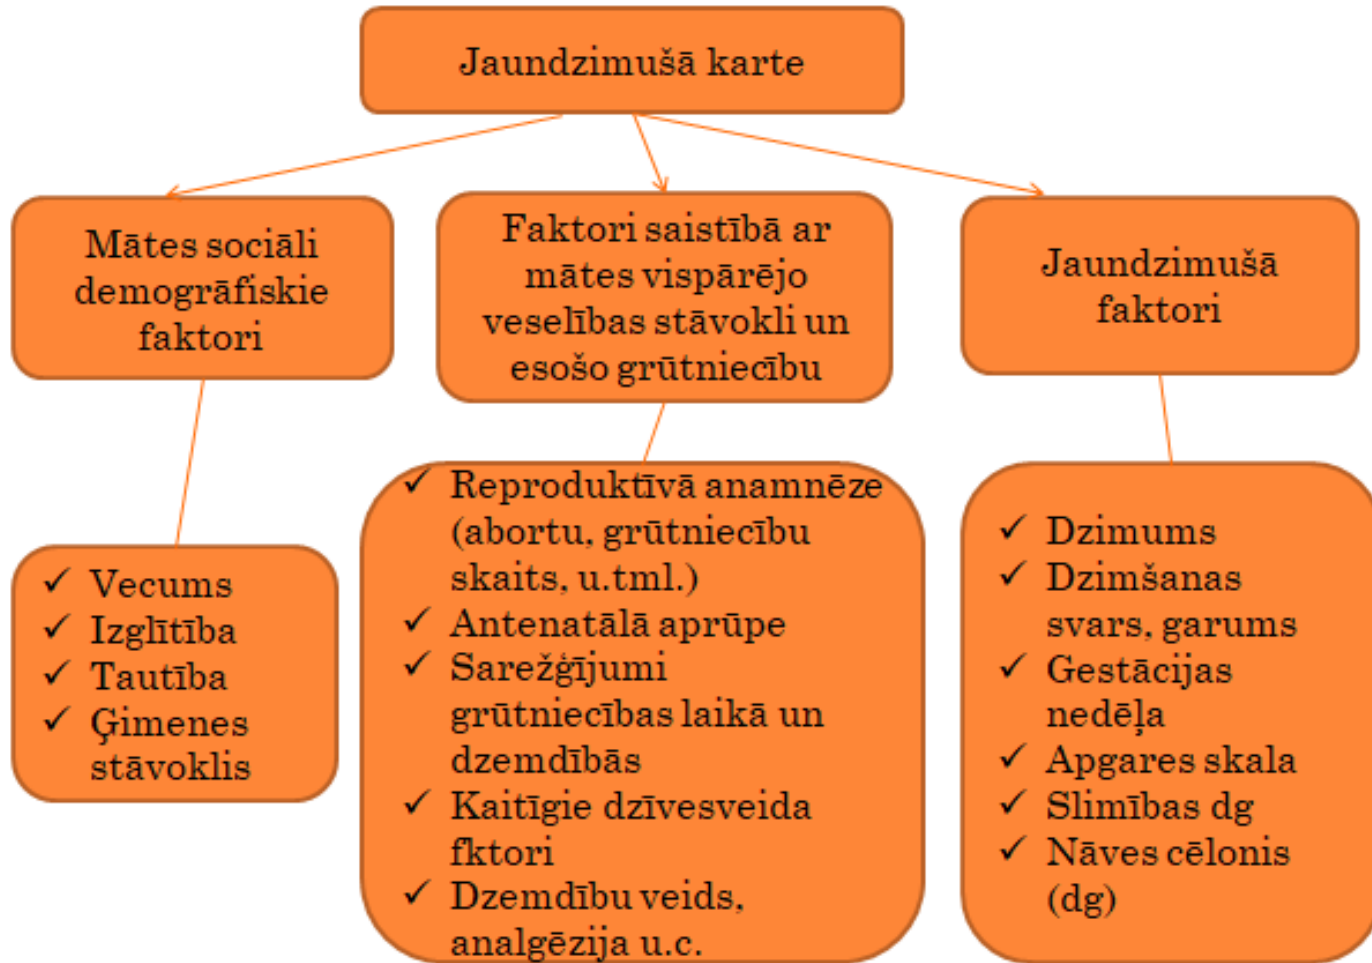 Jaundzimušā karte
Mātes sociāli
demogrāfiskie
faktori
Faktori saistībā ar
mātes vispārējo
veselības stāvokli un
esošo grūtniecību
Jaundzimušā
faktori
✓ Vecums
✓ Izglītība
✓ Tautība
✓ Ģimenes
stāvoklis
✓ Reproduktīvā anamnēze
(abortu, grūtniecību
skaits, u.tml.)
✓ Antenatālā aprūpe
✓ Sarežģījumi
grūtniecības laikā un
dzemdībās
✓ Kaitīgie dzīvesveida
fktori
✓ Dzemdību veids,
analgēzija u.c.
✓ Dzimums
✓ Dzimšanas
svars, garums
✓ Gestācijas
nedēļa
✓ Apgares skala
✓ Slimības dg
✓ Nāves cēlonis
(dg)